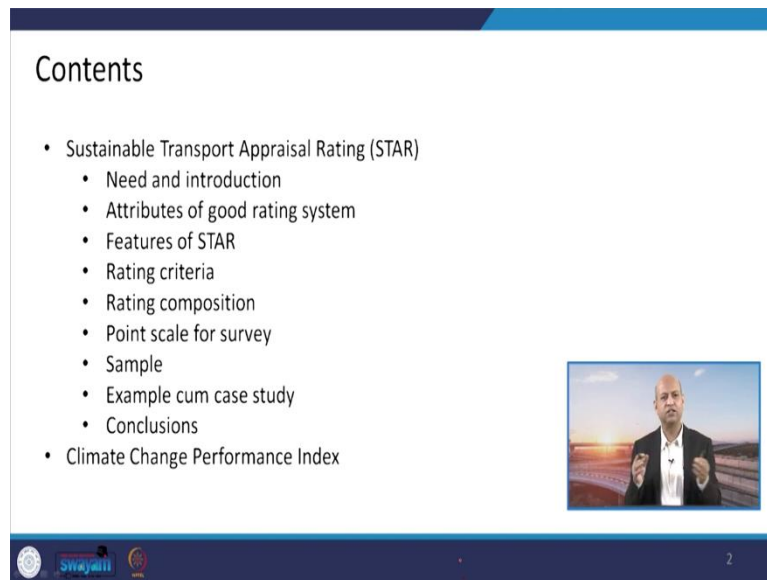 Contents
• Sustainable Transport Appraisal Rating (STAR)
• Need and introduction
• Attributes of good rating system
• Features of STAR
• Rating criteria
• Rating composition
• Point scale for survey
• Sample
• Example cum case study
• Conclusions
• Climate Change Performance Index
swayam
2